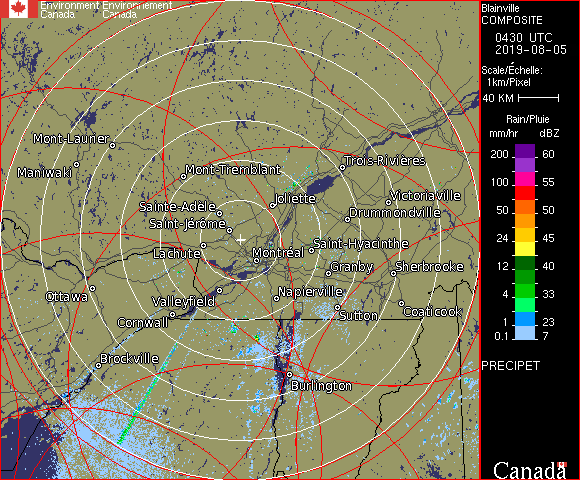 Environment Environnement
Canada Canada
Blainville
COMPOSITE
0430 UTC
2019-08-05
Scale/Échelle:
1km/Pixel
40 KM
Rain/Pluie
mm/hr dBZ
200 60
100 55
50 50
24 45
12 40
4 33
1 23
0.1 7
PRECIPET
Canada
Mont-Laurier
Maniwaki
Mont-Tremblant
Trois-Rivières
Sainte-Adele
Joliette
Victoriaville
Drummondville
Saint-Jérôme
Lachute
Montréal
Saint-Hyacinthe
Granby
Sherbrooke
Ottawa
Valleyfield
Napierville
Cornwall
Sutton
Coaticook
Brockville
Burlington